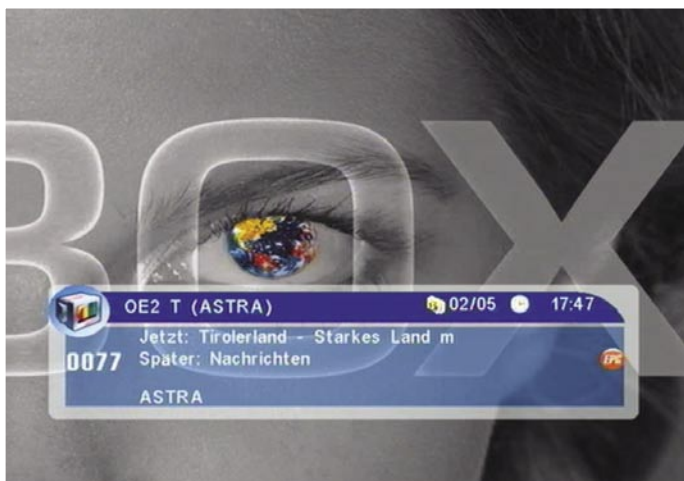 BOX
OE2 T (ASTRA) 02/05 17:47
Jetzt: Tirolerland - Starkes Land m
0077 Spater: Nachrichten
EPG
ASTRA